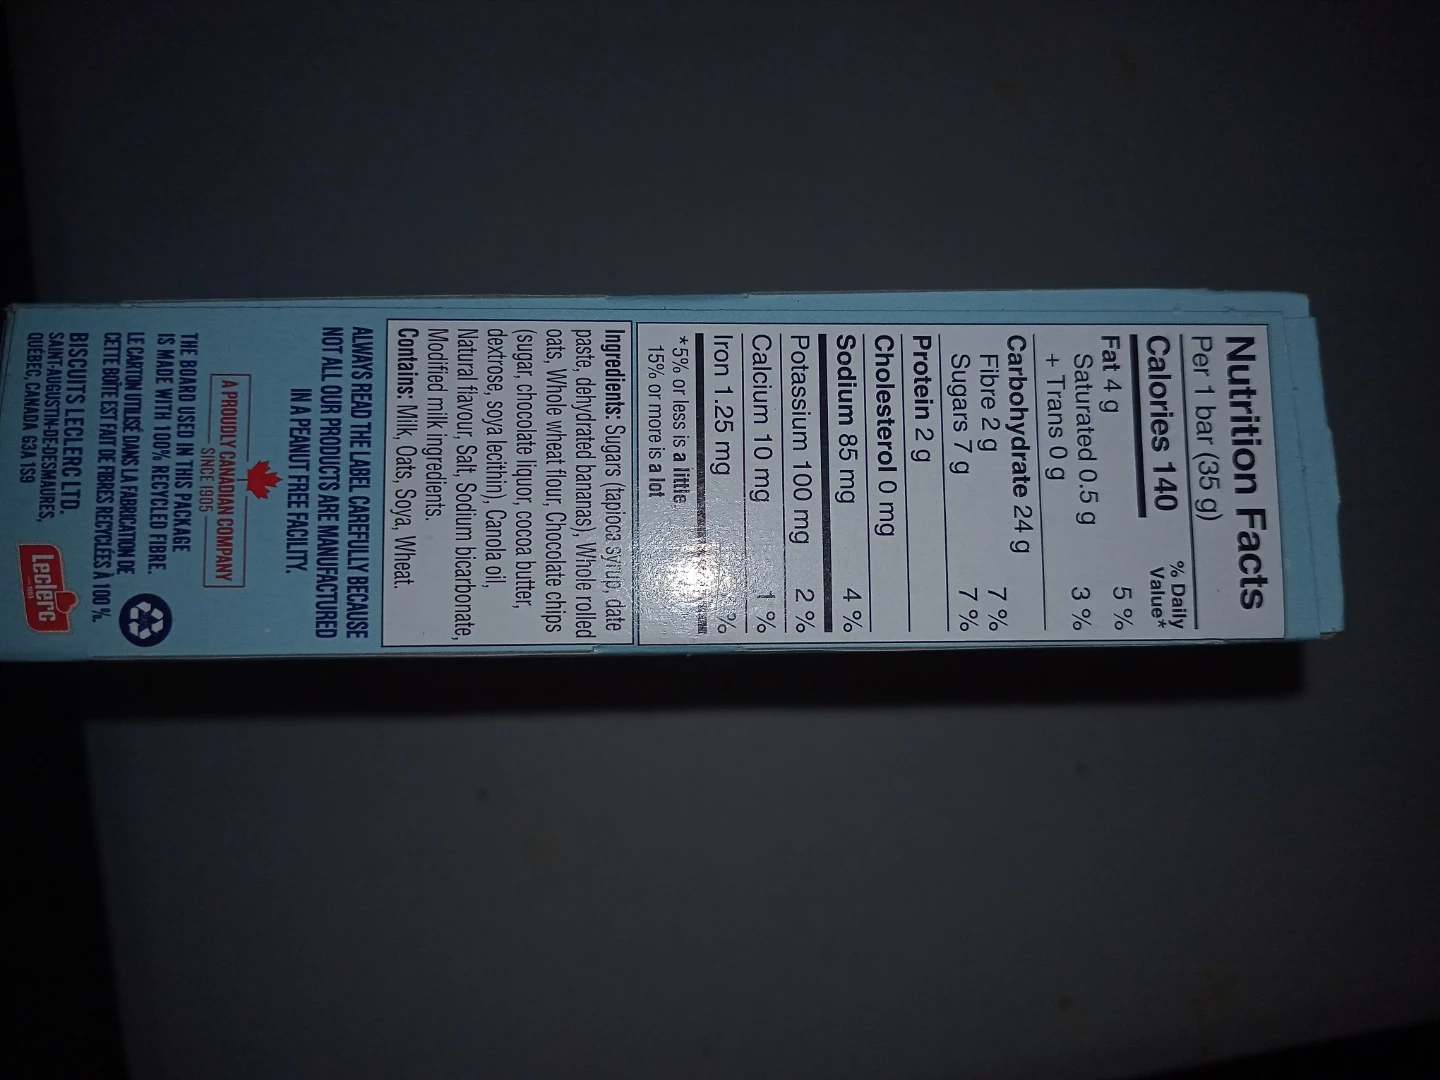 Nutrition Facts
Per 1 bar (35 g)
Calories 140
% Daily
Value*
Fat 4 g 5 %
Saturated 0.5 g
+ Trans 0 g
3 %
Carbohydrate 24 g
Fibre 2 g 7 %
Sugars 7 g 7 %
Protein 2 g
Cholesterol 0 mg
Sodium 85 mg 4 %
Potassium 100 mg 2 %
Calcium 10 mg 1 %
Iron 1.25 mg %
*5% or less is a little,
15% or more is a lot
Ingredients: Sugars (tapioca syrup, date
paste, dehydrated bananas), Whole rolled
oats, Whole wheat flour, Chocolate chips
(sugar, chocolate liquor, cocoa butter,
dextrose, soya lecithin), Canola oil,
Natural flavour, Salt, Sodium bicarbonate,
Modified milk ingredients.
Contains: Milk, Oats, Soya, Wheat.
ALWAYS READ THE LABEL CAREFULLY BECAUSE
NOT ALL OUR PRODUCTS ARE MANUFACTURED
IN A PEANUT FREE FACILITY.
A PROUDLY CANADIAN COMPANY
SINCE 1905
THE BOARD USED IN THIS PACKAGE
IS MADE WITH 100% RECYCLED FIBRE.
LE CARTON UTILISÉ DANS LA FABRICATION DE
CETTE BOÎTE EST FAIT DE FIBRES RECYCLÉES À 100 %.
BISCUITS LECLERC LTD.
SAINT-AUGUSTIN-DE-DESMAURES,
QUÉBEC, CANADA G3A 1S9
Leclerc
1905